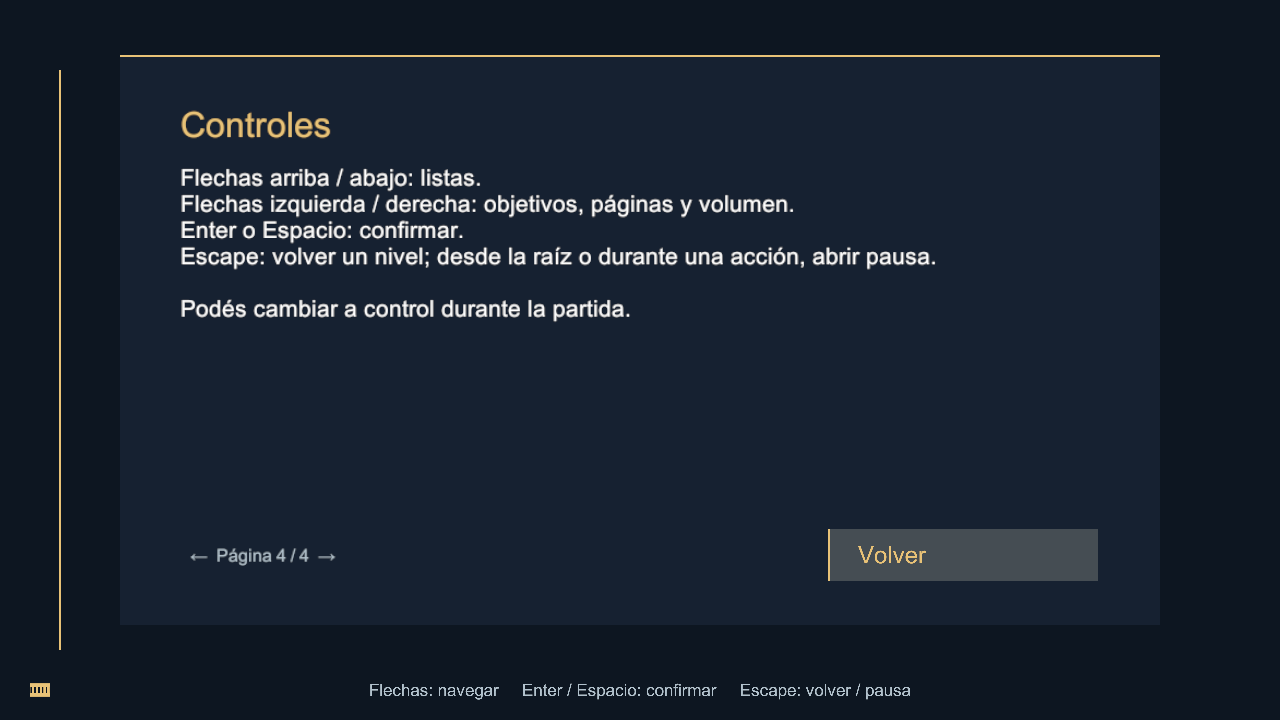 Controles
Flechas arriba / abajo: listas.
Flechas izquierda / derecha: objetivos, páginas y volumen.
Enter o Espacio: confirmar.
Escape: volver un nivel; desde la raíz o durante una acción, abrir pausa.
Podés cambiar a control durante la partida.
← Página 4 / 4 →
Volver
Flechas: navegar Enter / Espacio: confirmar Escape: volver / pausa